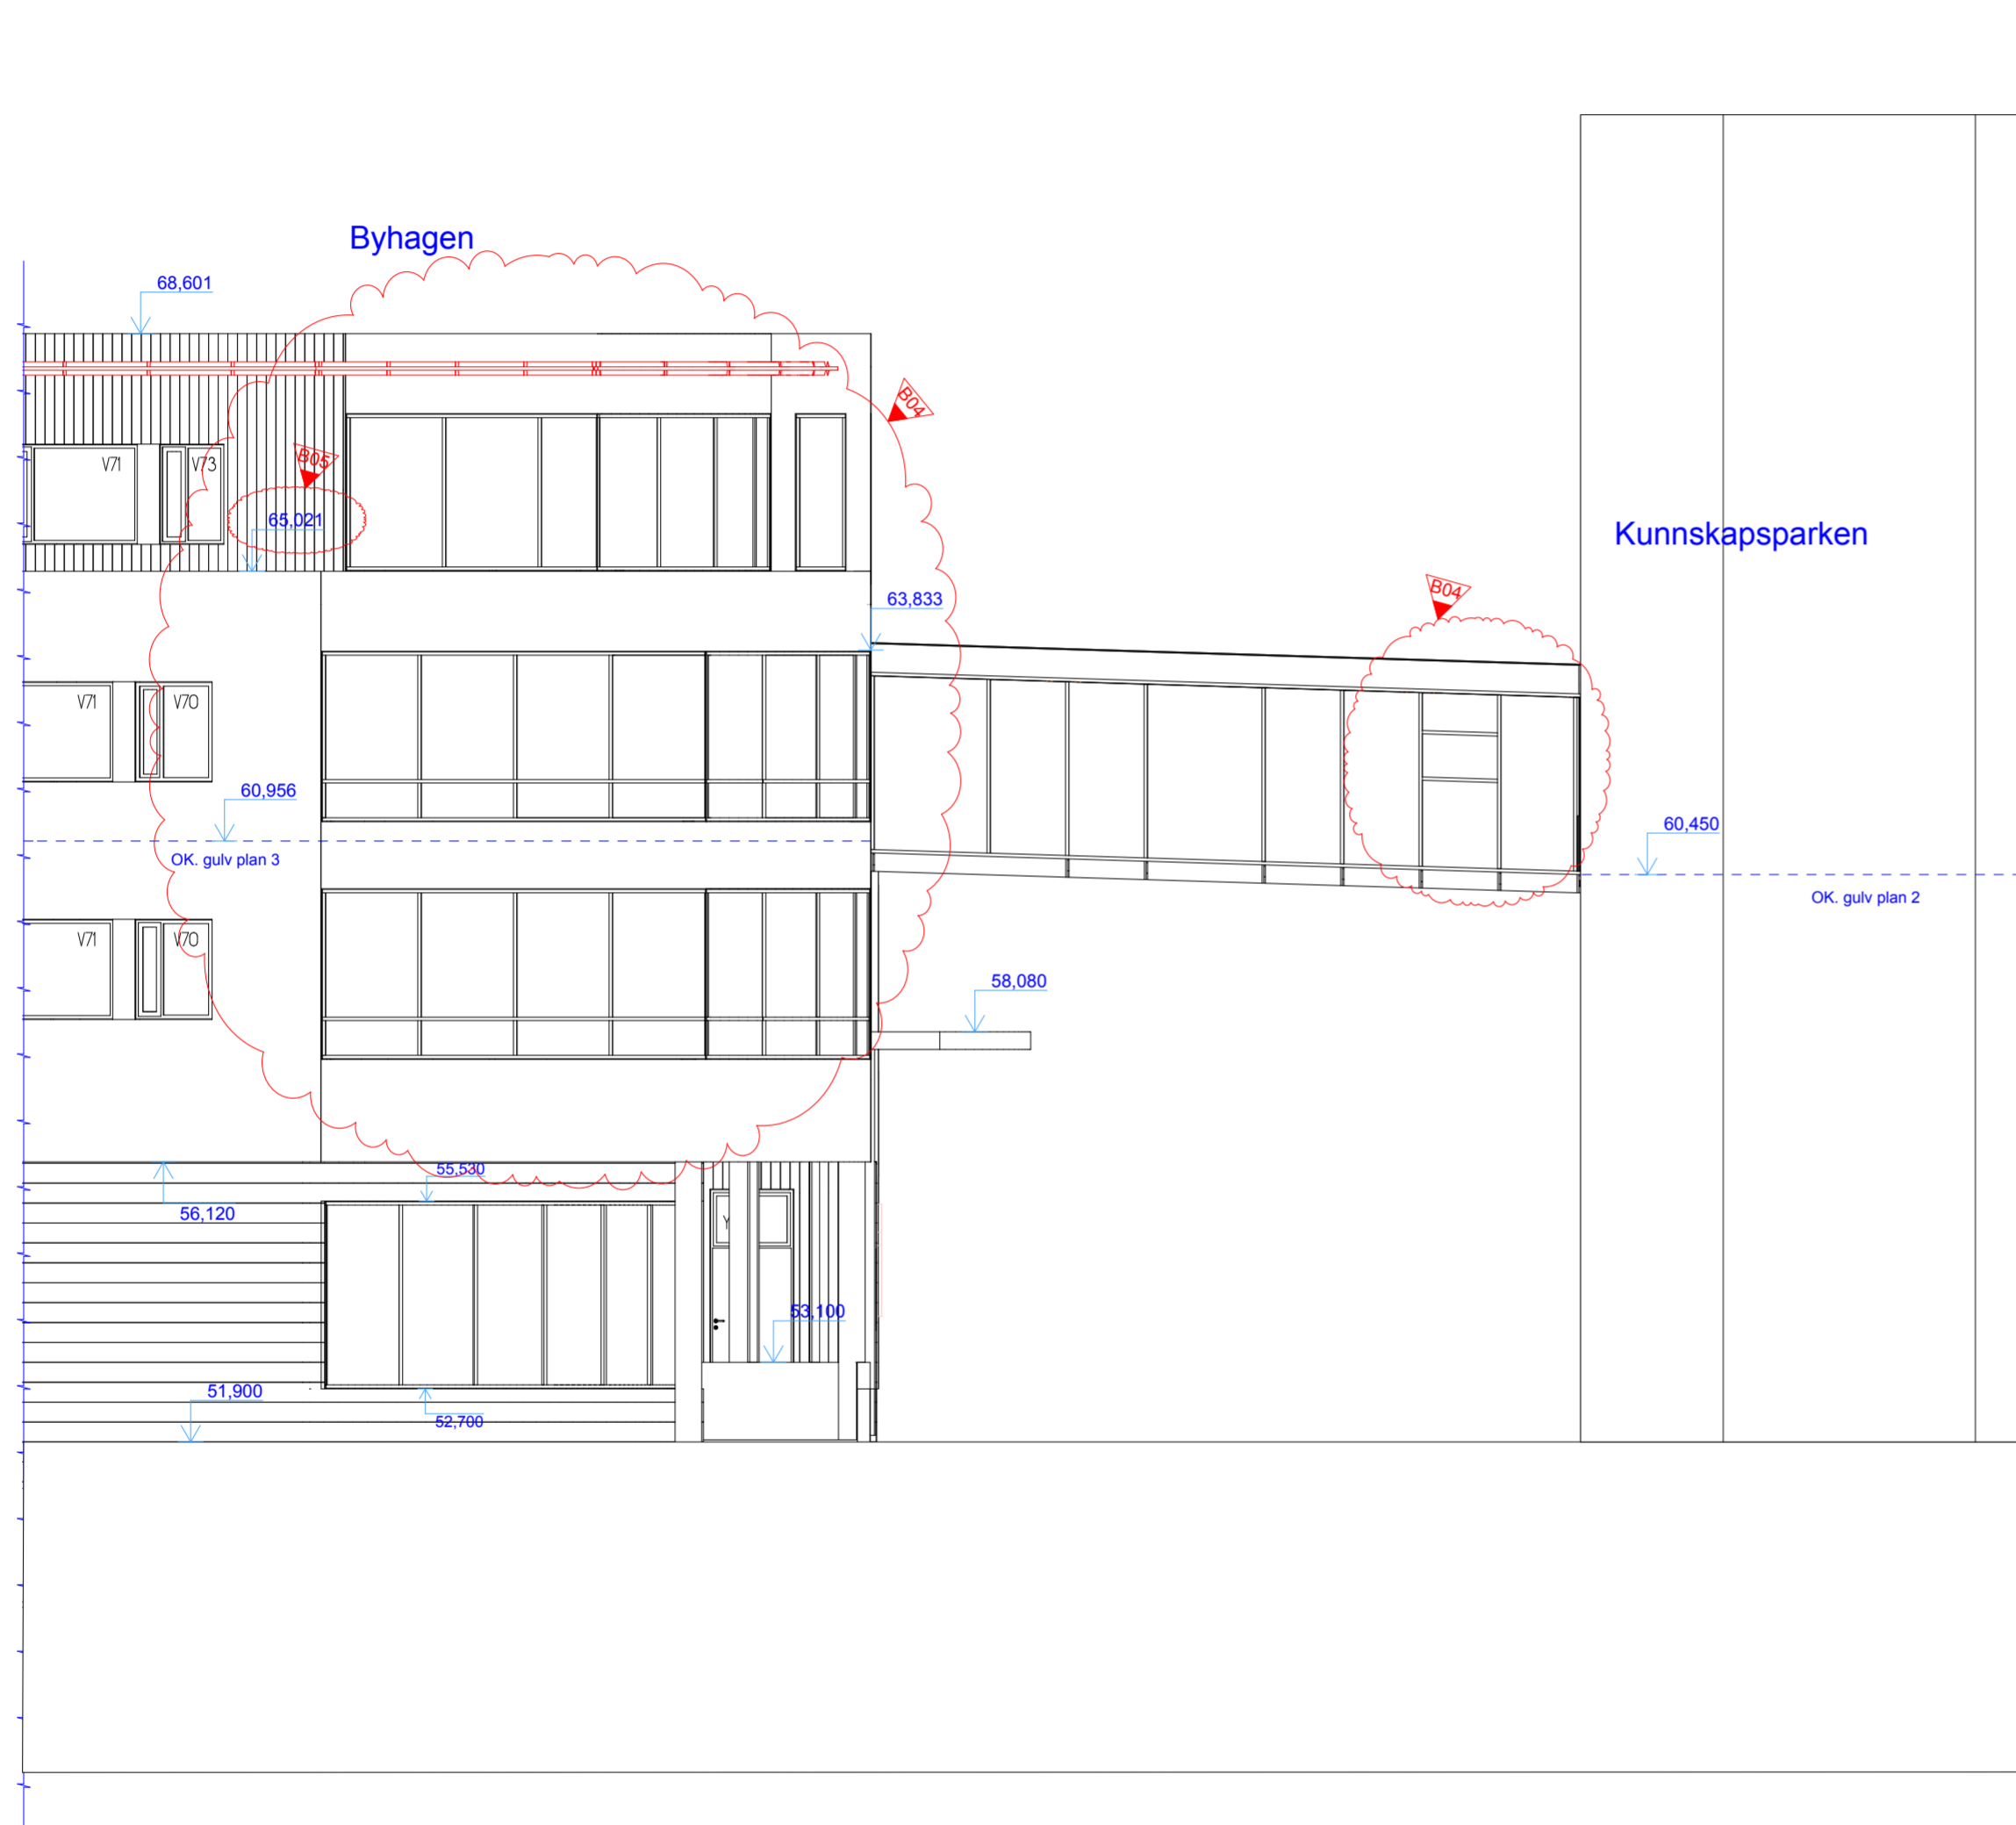 Byhagen
68,601
B04
V71
V73
B05
65,021
Kunnskapsparken
B04
63,833
V71
V70
60,956
60,450
OK. gulv plan 3
OK. gulv plan 2
V71
V70
58,080
55,530
56,120
Y
53,100
51,900
52,700